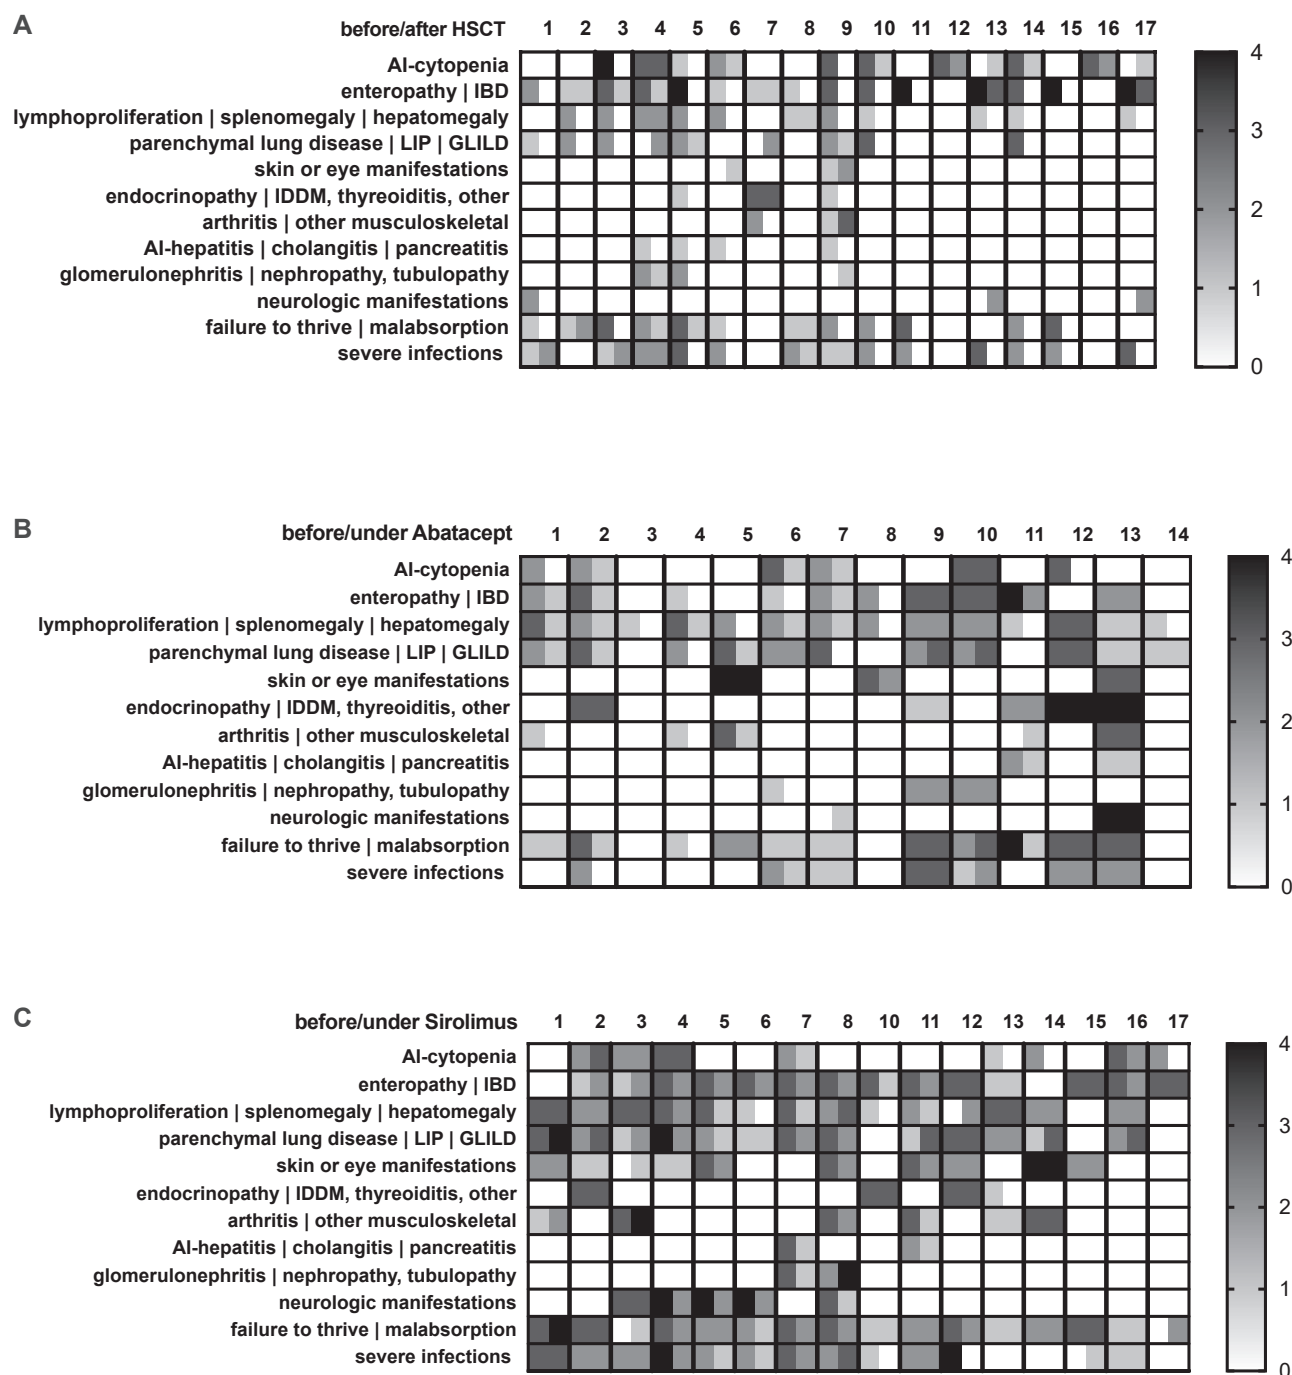 A
before/after HSCT 1 2 3 4 5 6 7 8 9 10 11 12 13 14 15 16 17
AI-cytopenia
enteropathy | IBD
lymphoproliferation | splenomegaly | hepatomegaly
parenchymal lung disease | LIP | GLILD
skin or eye manifestations
endocrinopathy | IDDM, thyreoiditis, other
arthritis | other musculoskeletal
AI-hepatitis | cholangitis | pancreatitis
glomerulonephritis | nephropathy, tubulopathy
neurologic manifestations
failure to thrive | malabsorption
severe infections
4
3
2
1
0
B
before/under Abatacept 1 2 3 4 5 6 7 8 9 10 11 12 13 14
AI-cytopenia
enteropathy | IBD
lymphoproliferation | splenomegaly | hepatomegaly
parenchymal lung disease | LIP | GLILD
skin or eye manifestations
endocrinopathy | IDDM, thyreoiditis, other
arthritis | other musculoskeletal
AI-hepatitis | cholangitis | pancreatitis
glomerulonephritis | nephropathy, tubulopathy
neurologic manifestations
failure to thrive | malabsorption
severe infections
4
3
2
1
0
C
before/under Sirolimus 1 2 3 4 5 6 7 8 10 11 12 13 14 15 16 17
AI-cytopenia
enteropathy | IBD
lymphoproliferation | splenomegaly | hepatomegaly
parenchymal lung disease | LIP | GLILD
skin or eye manifestations
endocrinopathy | IDDM, thyreoiditis, other
arthritis | other musculoskeletal
AI-hepatitis | cholangitis | pancreatitis
glomerulonephritis | nephropathy, tubulopathy
neurologic manifestations
failure to thrive | malabsorption
severe infections
4
3
2
1
0